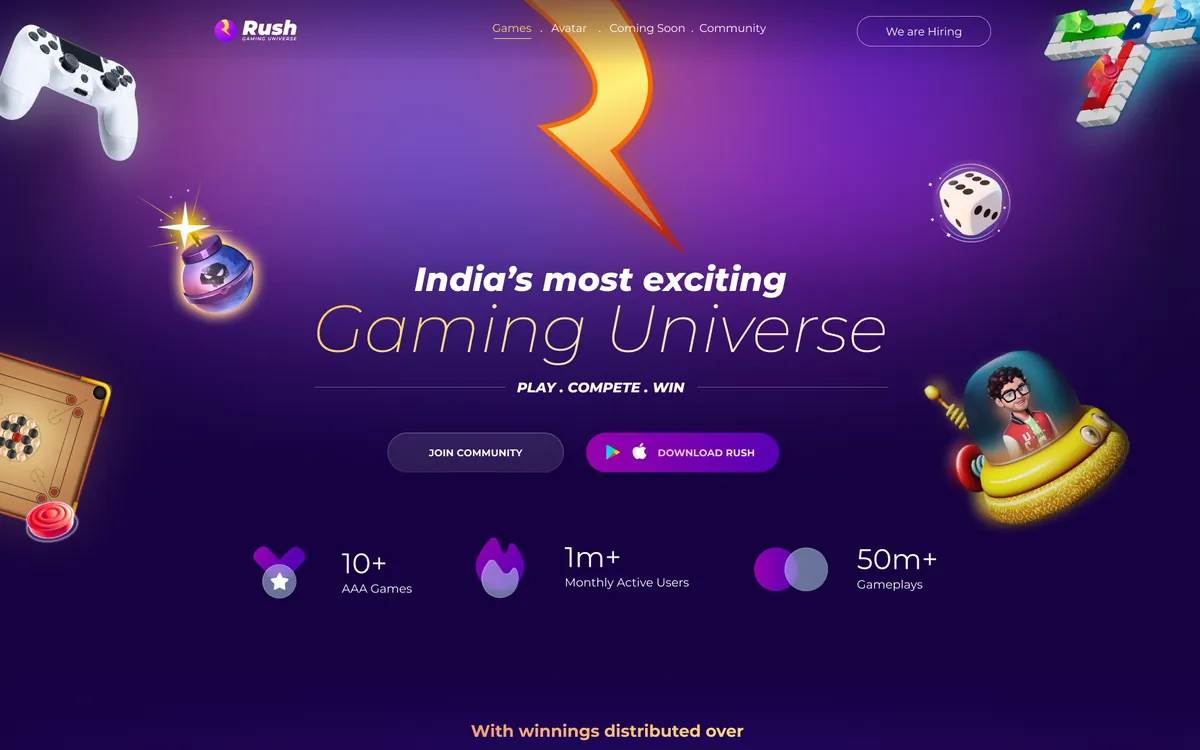 Rush
GAMING UNIVERSE
Games . Avatar . Coming Soon . Community
We are Hiring
India’s most exciting
Gaming Universe
PLAY . COMPETE . WIN
JOIN COMMUNITY
DOWNLOAD RUSH
10+
AAA Games
1m+
Monthly Active Users
50m+
Gameplays
With winnings distributed over